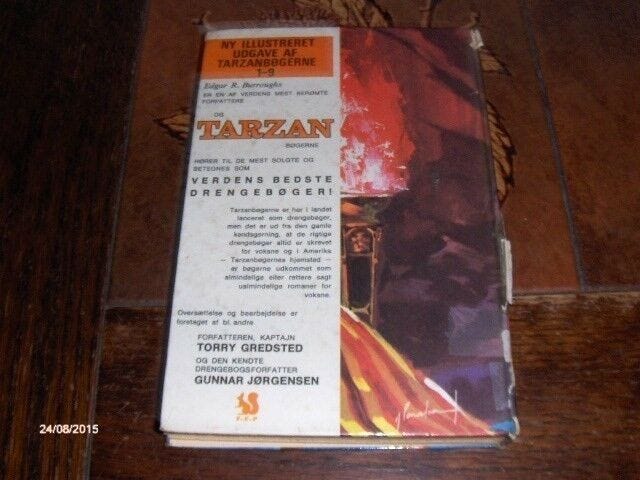 NY ILLUSTRERET
UDGAVE AF
TARZANBØGERNE
1–9
Edgar R. Burroughs
ER EN AF VERDENS MEST BERØMTE
FORFATTERE
OG
TARZAN
BØGERNE
HØRER TIL DE MEST SOLGTE OG
BETEGNES SOM
VERDENS BEDSTE
DRENGEBØGER!
Tarzanbøgerne er her i landet
lanceret som drengebøger,
men det er ud fra den gamle
kendsgerning, at de rigtige
drengebøger altid er skrevet
for voksne og i Amerika
– Tarzanbøgernes hjemsted –
er bøgerne udkommet som
almindelige eller rettere sagt
ualmindelige romaner for
voksne.
Oversættelse og bearbejdelse er
foretaget af bl. andre
FORFATTEREN, KAPTAJN
TORRY GREDSTED
OG DEN KENDTE
DRENGEBOGSFORFATTER
GUNNAR JØRGENSEN
24/08/2015